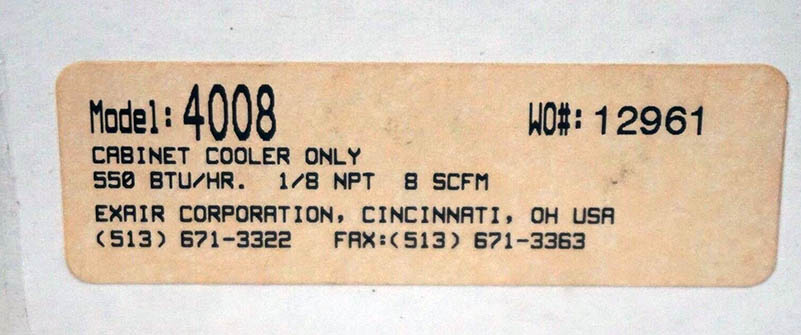 Model: 4008 WO#: 12961
CABINET COOLER ONLY
550 BTU/HR. 1/8 NPT 8 SCFM
EXAIR CORPORATION, CINCINNATI, OH USA
(513) 671-3322 FAX:(513) 671-3363